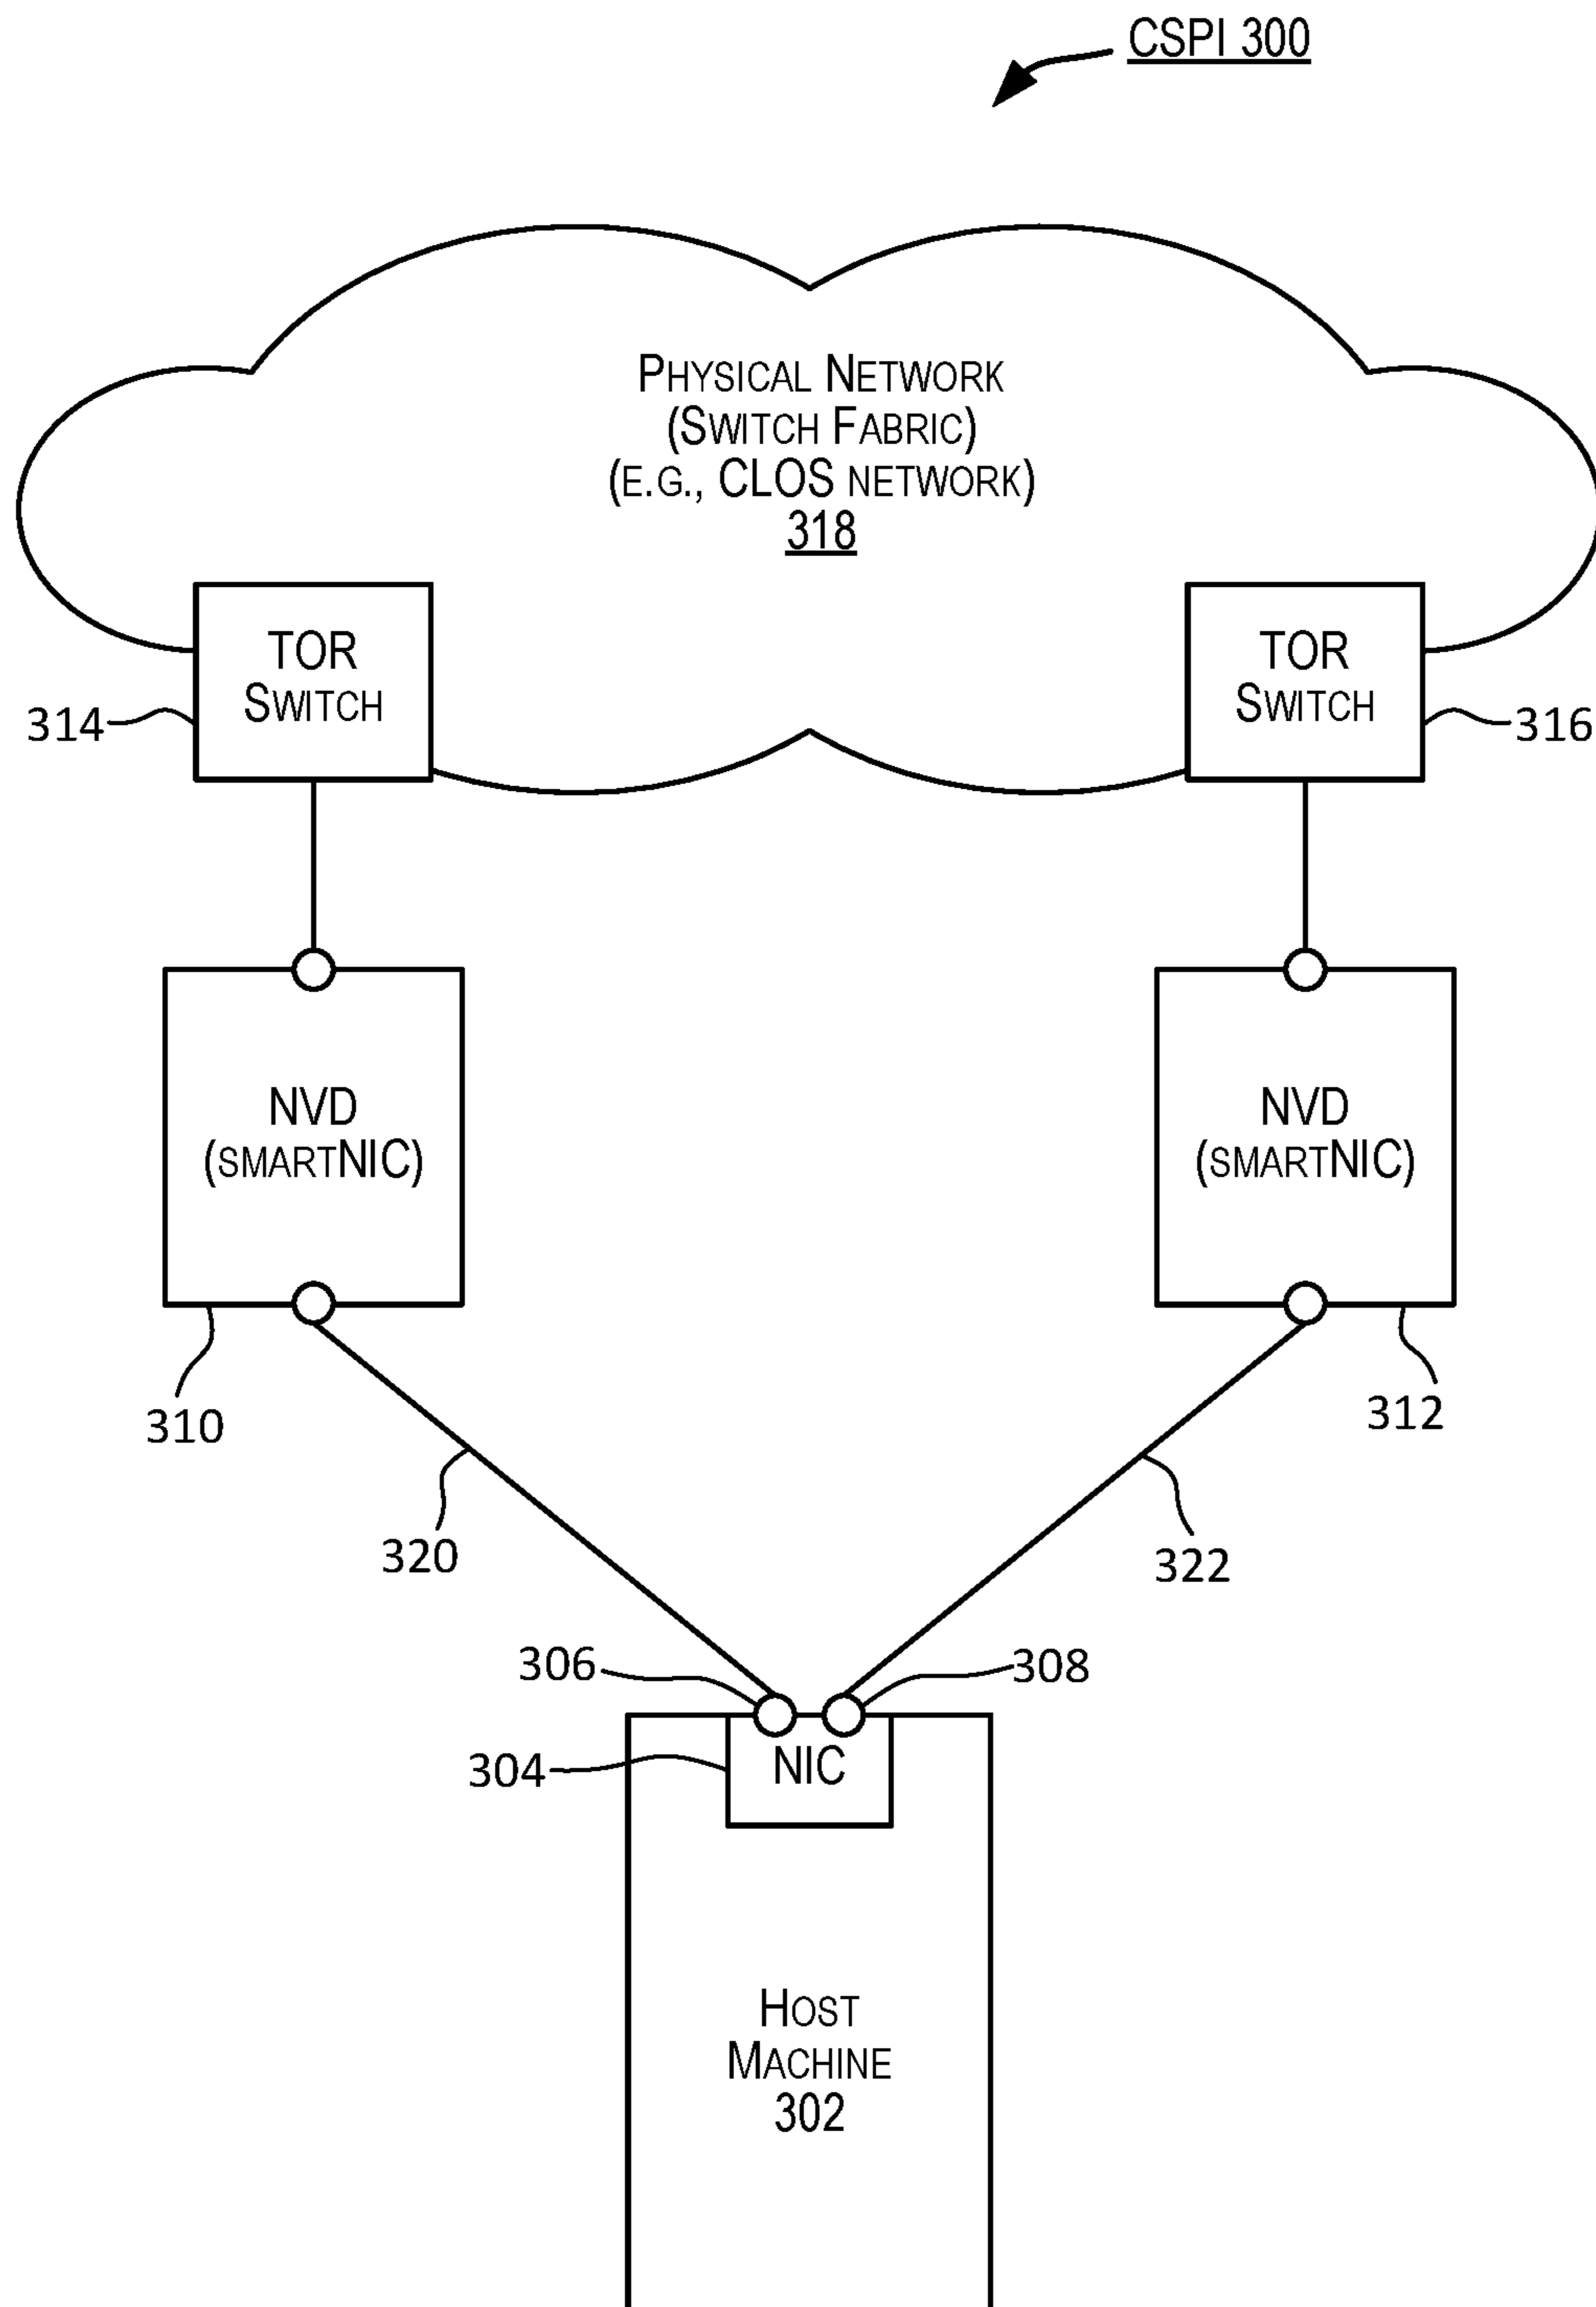 CSPI 300
PHYSICAL NETWORK
(SWITCH FABRIC)
(E.G., CLOS NETWORK)
318
TOR
SWITCH
TOR
SWITCH
314
316
NVD
(SMARTNIC)
NVD
(SMARTNIC)
310
312
320
322
306
308
304
NIC
HOST
MACHINE
302